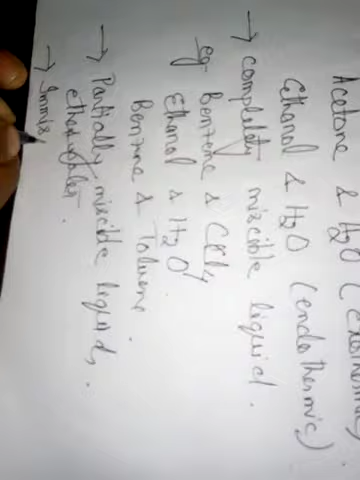 Acetone & H2O (exothermic)
Ethanol & H2O (endothermic)
→ completely miscible liquid.
eg. Benzene & CCl4
Ethanol & H2O
Benzene & Toluene.
→ Partially miscible liquid,
→ Immis